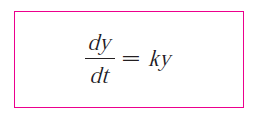 dy/dt = ky